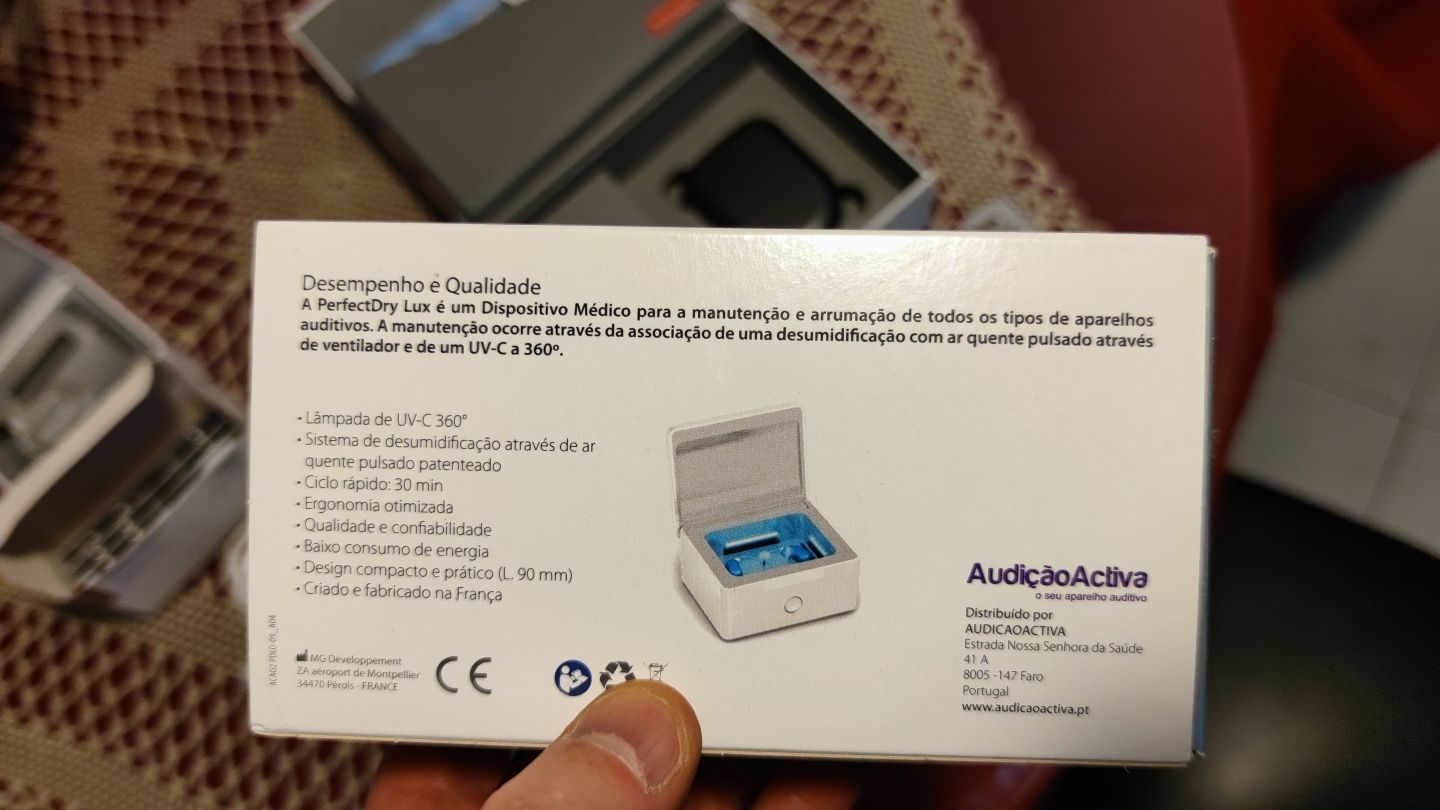 Desempenho e Qualidade
A PerfectDry Lux é um Dispositivo Médico para a manutenção e arrumação de todos os tipos de aparelhos
auditivos. A manutenção ocorre através da associação de uma desumidificação com ar quente pulsado através
de ventilador e de um UV-C a 360º.
• Lâmpada de UV-C 360°
• Sistema de desumidificação através de ar
quente pulsado patenteado
• Ciclo rápido: 30 min
• Ergonomia otimizada
• Qualidade e confiabilidade
• Baixo consumo de energia
• Design compacto e prático (L. 90 mm)
• Criado e fabricado na França
ACA02 PDL0-09_A04
MG Développement
ZA aéroport de Montpellier
34470 Pérols - FRANCE
CE
AudiçãoActiva
o seu aparelho auditivo
Distribuído por
AUDICAOACTIVA
Estrada Nossa Senhora da Saúde
41 A
8005 -147 Faro
Portugal
www.audicaoactiva.pt